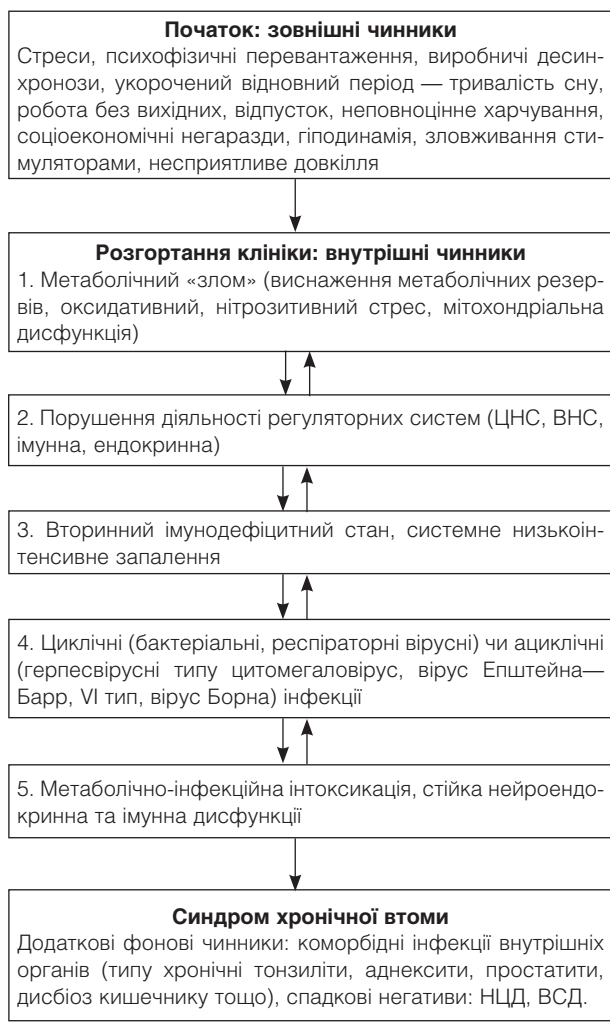 Початок: зовнішні чинники
Стреси, психофізичні перевантаження, виробничі десин-
хронози, укорочений відновний період — тривалість сну,
робота без вихідних, відпусток, неповноцінне харчування,
соціоекономічні негаразди, гіподинамія, зловживання сти-
муляторами, несприятливе довкілля
Розгортання клініки: внутрішні чинники
1. Метаболічний «злом» (виснаження метаболічних резер-
вів, оксидативний, нітрозитивний стрес, мітохондріальна
дисфункція)
2. Порушення діяльності регуляторних систем (ЦНС, ВНС,
імунна, ендокринна)
3. Вторинний імунодефіцитний стан, системне низькоін-
тенсивне запалення
4. Циклічні (бактеріальні, респіраторні вірусні) чи ациклічні
(герпесвірусні типу цитомегаловірус, вірус Епштейна—
Барр, VI тип, вірус Борна) інфекції
5. Метаболічно-інфекційна інтоксикація, стійка нейроендо-
кринна та імунна дисфункції
Синдром хронічної втоми
Додаткові фонові чинники: коморбідні інфекції внутрішніх
органів (типу хронічні тонзиліти, аднексити, простатити,
дисбіоз кишечнику тощо), спадкові негативи: НЦД, ВСД.